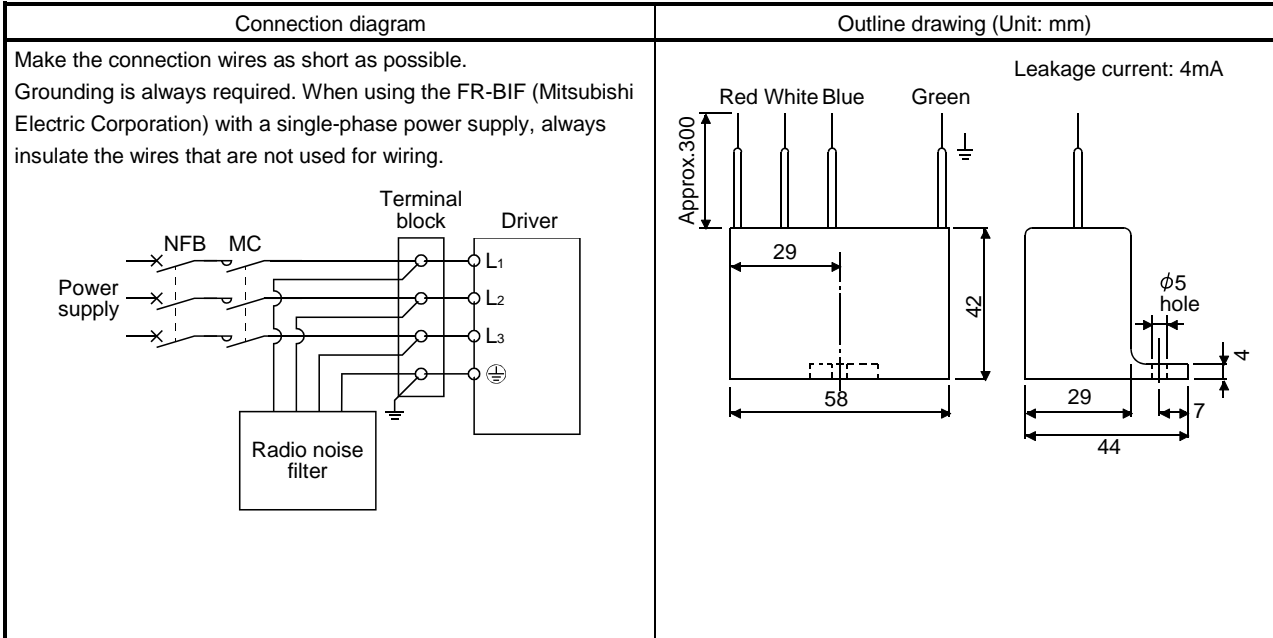 Connection diagram
Make the connection wires as short as possible.
Grounding is always required. When using the FR-BIF (Mitsubishi
Electric Corporation) with a single-phase power supply, always
insulate the wires that are not used for wiring.
Terminal
block
Driver
NFB MC
Power
supply
L1
L2
L3
Radio noise
filter
Outline drawing (Unit: mm)
Leakage current: 4mA
Red White Blue Green
Approx.300
29
42
58
ϕ5
hole
4
29
7
44